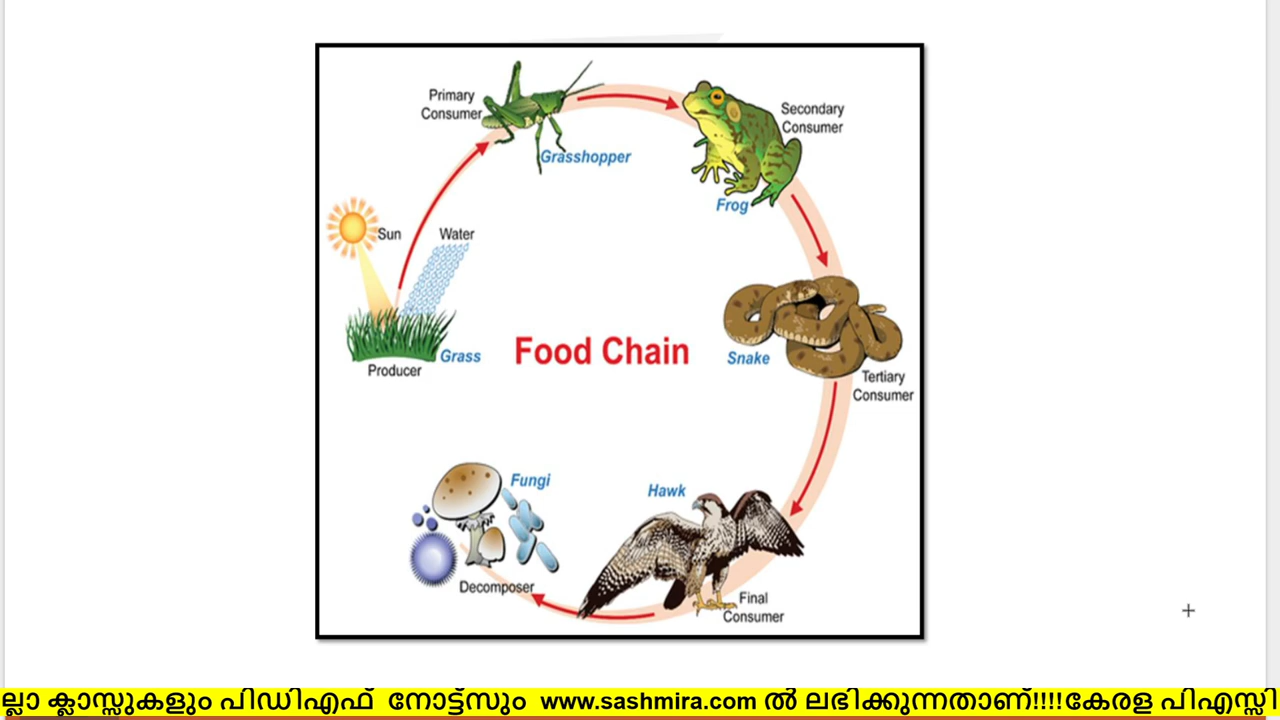 Primary
Consumer
Grasshopper
Secondary
Consumer
Frog
Sun
Water
Grass
Producer
Food Chain
Snake
Tertiary
Consumer
Fungi
Hawk
Decomposer
Final
Consumer
ല്ലാ ക്ലാസ്സുകളും പിഡിഎഫ് നോട്ട്സും www.sashmira.com ൽ ലഭിക്കുന്നതാണ്!!!!കേരള പിഎസ്സി